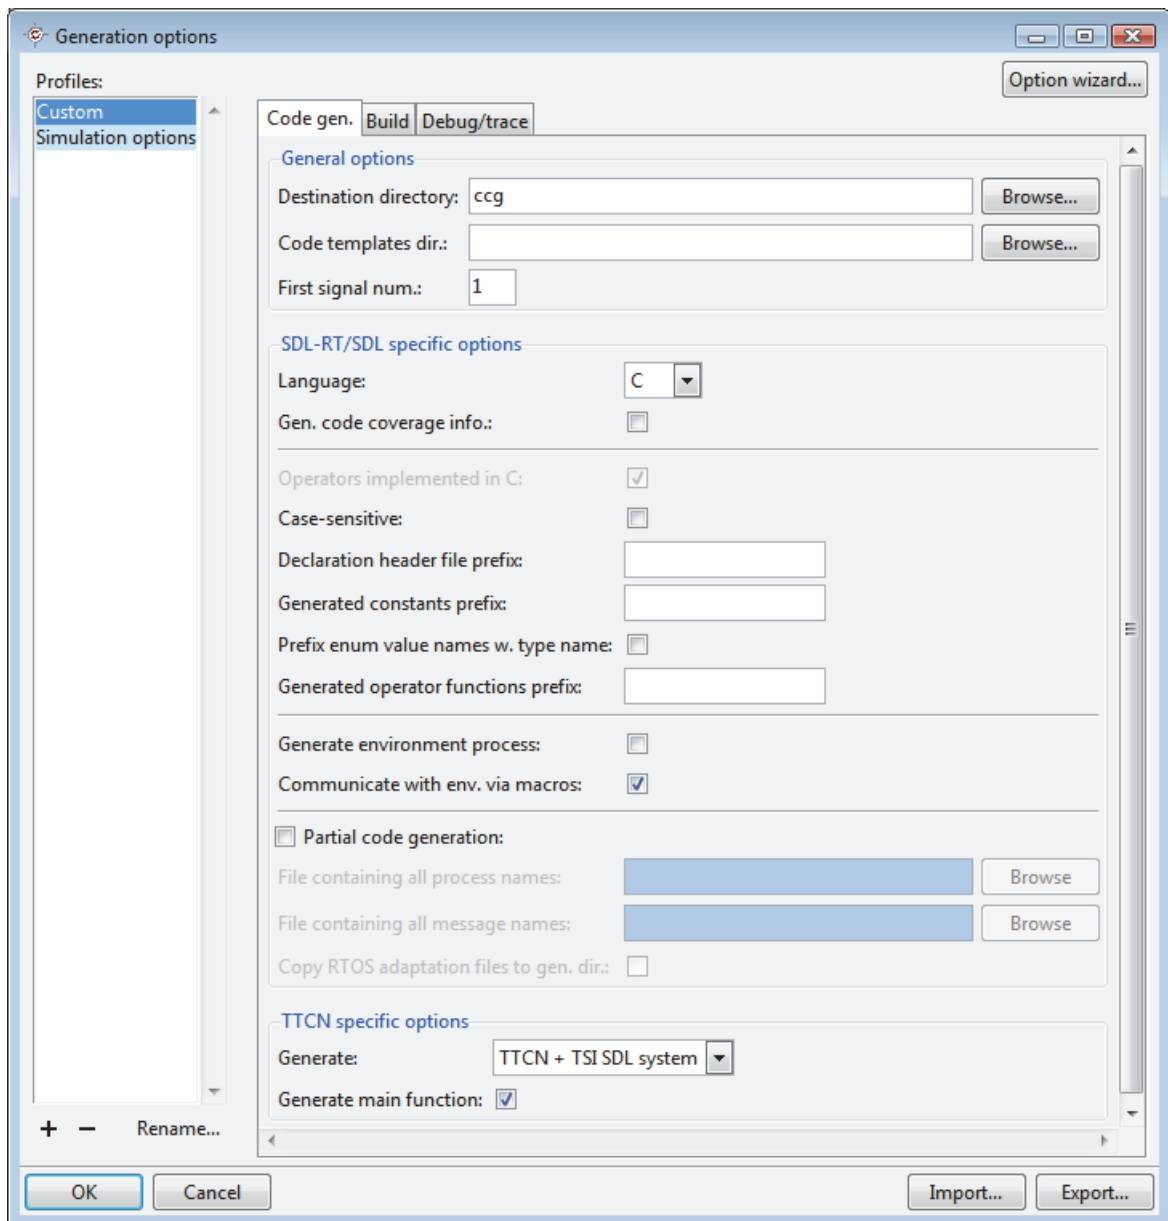 Generation options
Profiles:
Option wizard...
Custom
Simulation options
Code gen. Build Debug/trace
General options
Destination directory: ccg Browse...
Code templates dir.: Browse...
First signal num.: 1
SDL-RT/SDL specific options
Language: C
Gen. code coverage info.:
Operators implemented in C:
Case-sensitive:
Declaration header file prefix:
Generated constants prefix:
Prefix enum value names w. type name:
Generated operator functions prefix:
Generate environment process:
Communicate with env. via macros:
Partial code generation:
File containing all process names: Browse
File containing all message names: Browse
Copy RTOS adaptation files to gen. dir.:
TTCN specific options
Generate: TTCN + TSI SDL system
Generate main function:
+ − Rename...
OK Cancel Import... Export...